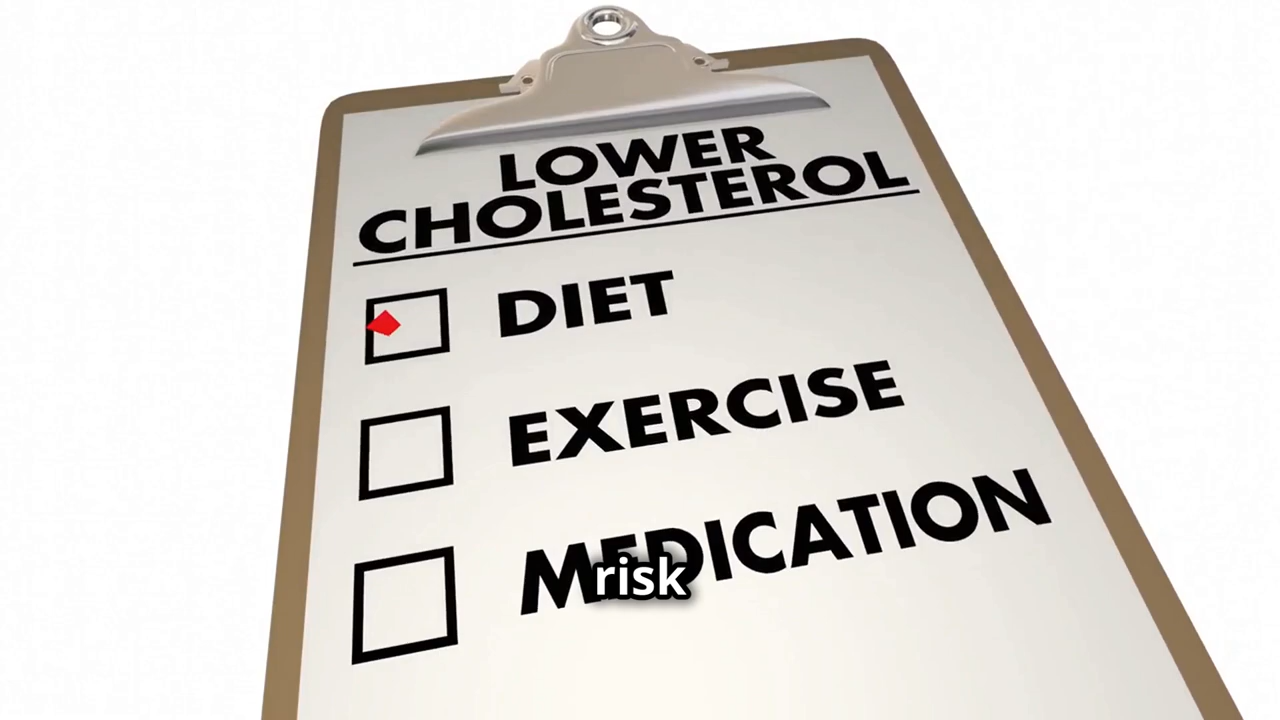 LOWER
CHOLESTEROL
DIET
EXERCISE
MEDICATION
risk